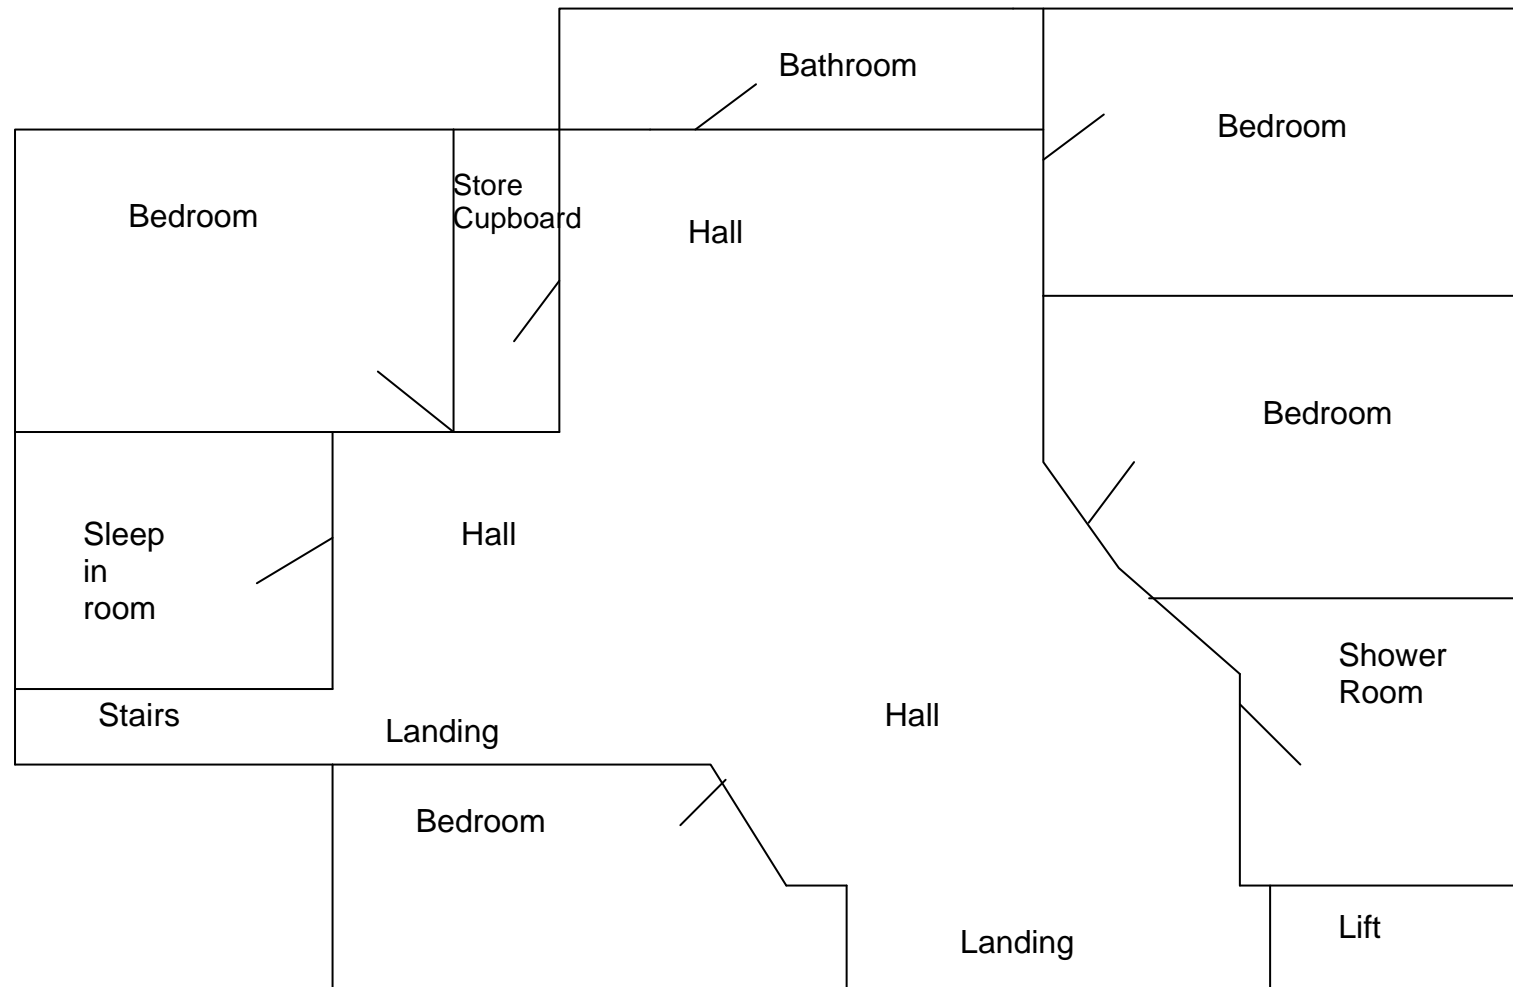 Bathroom
Bedroom
Store
Cupboard
Bedroom
Hall
Bedroom
Sleep
in
room
Hall
Shower
Room
Stairs
Landing
Hall
Bedroom
Landing
Lift